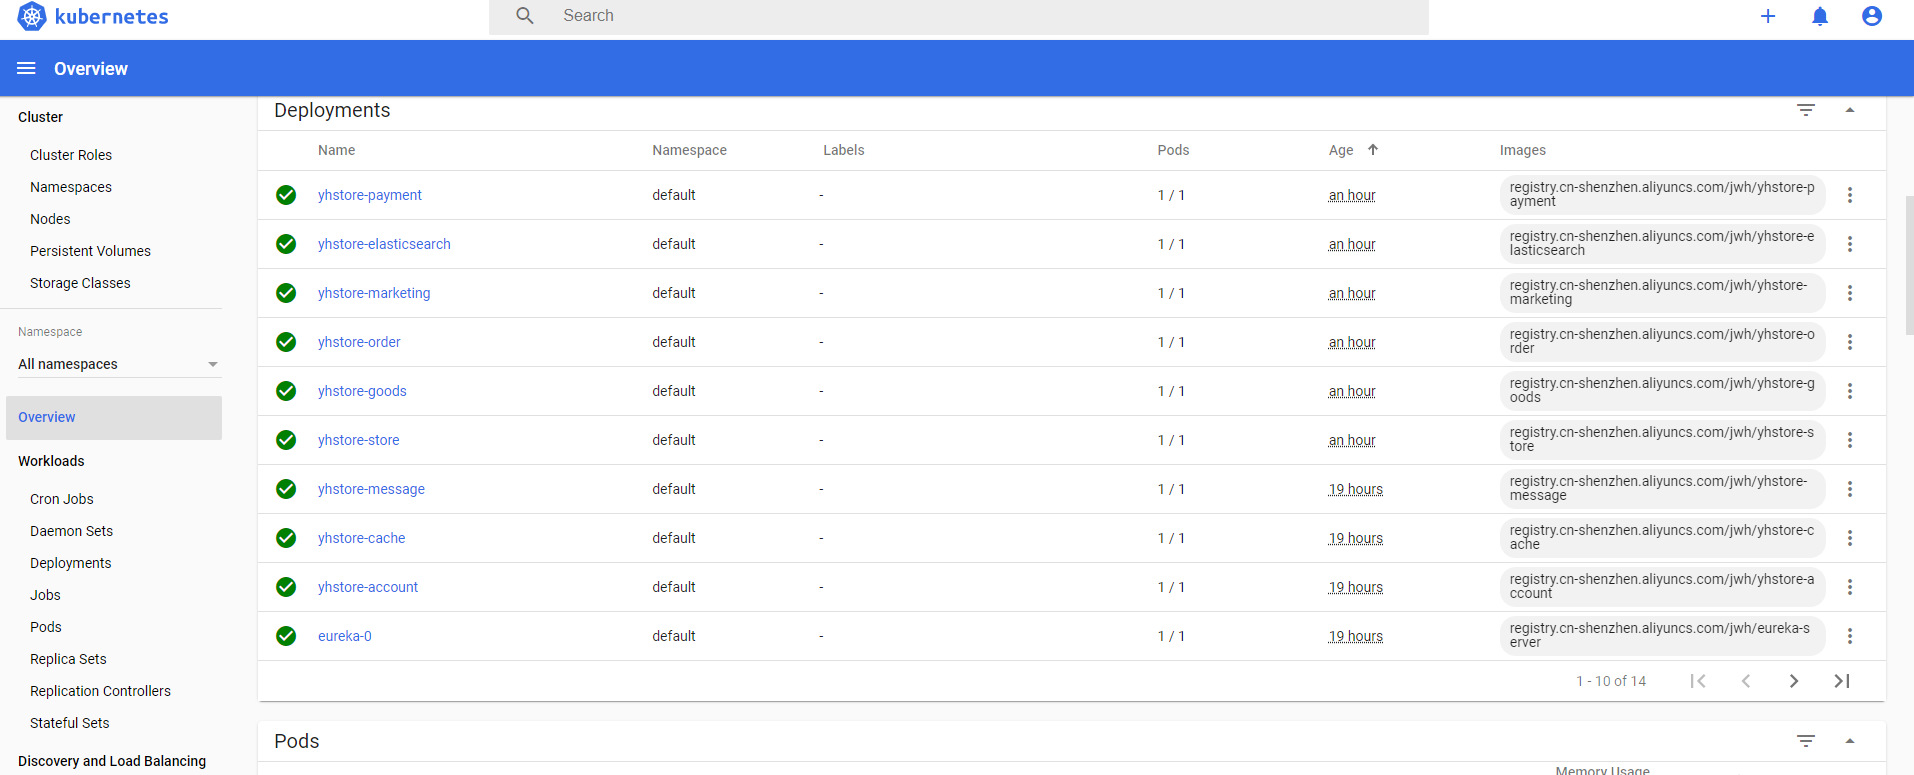 kubernetes
Search
Overview
Cluster
Cluster Roles
Namespaces
Nodes
Persistent Volumes
Storage Classes
Namespace
All namespaces
Overview
Workloads
Cron Jobs
Daemon Sets
Deployments
Jobs
Pods
Replica Sets
Replication Controllers
Stateful Sets
Discovery and Load Balancing
Deployments
Name Namespace Labels Pods Age Images
yhstore-payment default - 1 / 1 an hour registry.cn-shenzhen.aliyuncs.com/jwh/yhstore-p
ayment
yhstore-elasticsearch default - 1 / 1 an hour registry.cn-shenzhen.aliyuncs.com/jwh/yhstore-e
lasticsearch
yhstore-marketing default - 1 / 1 an hour registry.cn-shenzhen.aliyuncs.com/jwh/yhstore-
marketing
yhstore-order default - 1 / 1 an hour registry.cn-shenzhen.aliyuncs.com/jwh/yhstore-o
rder
yhstore-goods default - 1 / 1 an hour registry.cn-shenzhen.aliyuncs.com/jwh/yhstore-g
oods
yhstore-store default - 1 / 1 an hour registry.cn-shenzhen.aliyuncs.com/jwh/yhstore-s
tore
yhstore-message default - 1 / 1 19 hours registry.cn-shenzhen.aliyuncs.com/jwh/yhstore-
message
yhstore-cache default - 1 / 1 19 hours registry.cn-shenzhen.aliyuncs.com/jwh/yhstore-c
ache
yhstore-account default - 1 / 1 19 hours registry.cn-shenzhen.aliyuncs.com/jwh/yhstore-a
ccount
eureka-0 default - 1 / 1 19 hours registry.cn-shenzhen.aliyuncs.com/jwh/eureka-s
erver
1 - 10 of 14
Pods
Memory Usage